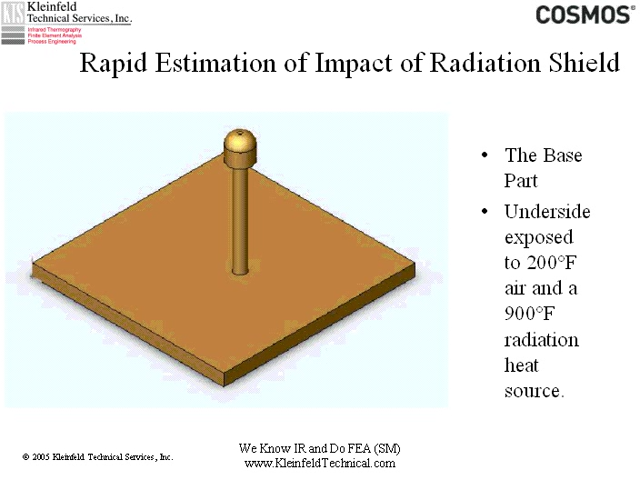 KTS Kleinfeld
Technical Services, Inc.
Infrared Thermography
Finite Element Analysis
Process Engineering
COSMOS®
Rapid Estimation of Impact of Radiation Shield
• The Base
Part
• Underside
exposed
to 200°F
air and a
900°F
radiation
heat
source.
© 2005 Kleinfeld Technical Services, Inc.
We Know IR and Do FEA (SM)
www.KleinfeldTechnical.com